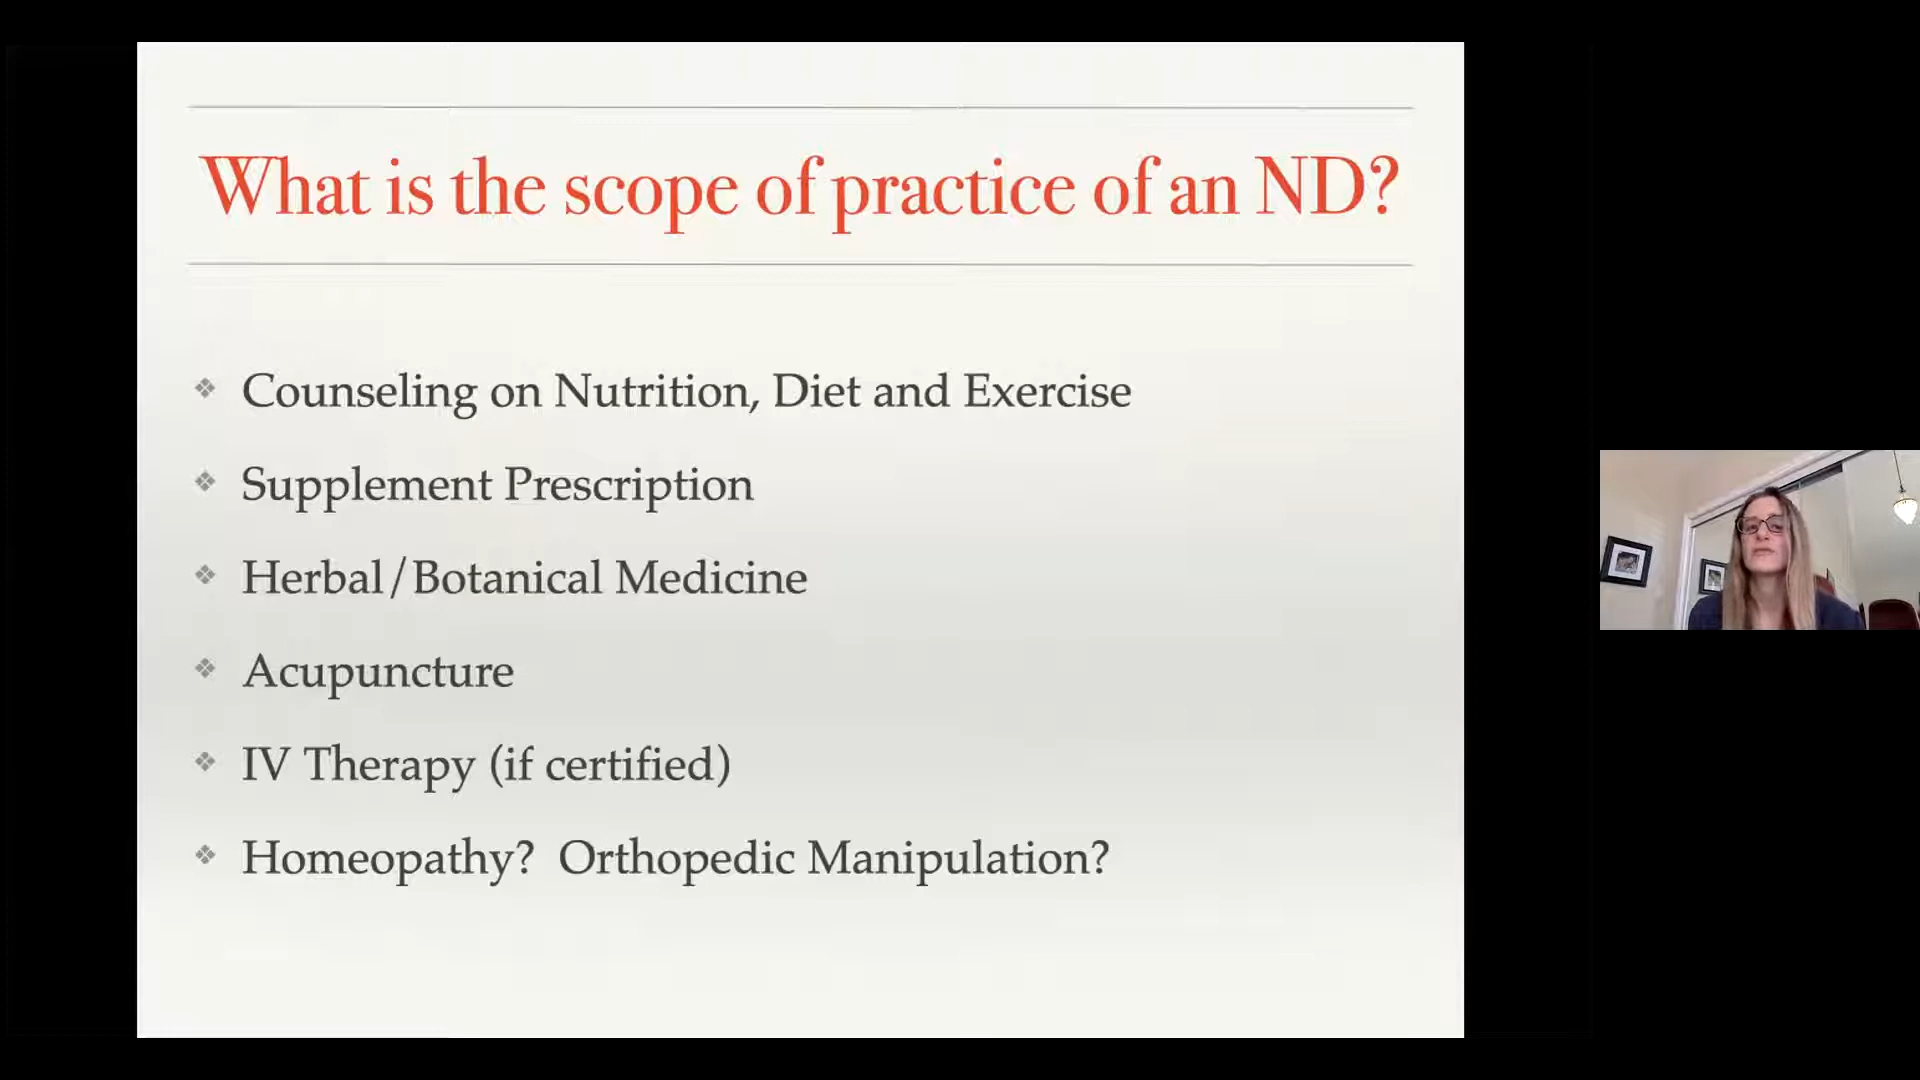 What is the scope of practice of an ND?
Counseling on Nutrition, Diet and Exercise
Supplement Prescription
Herbal/Botanical Medicine
Acupuncture
IV Therapy (if certified)
Homeopathy? Orthopedic Manipulation?